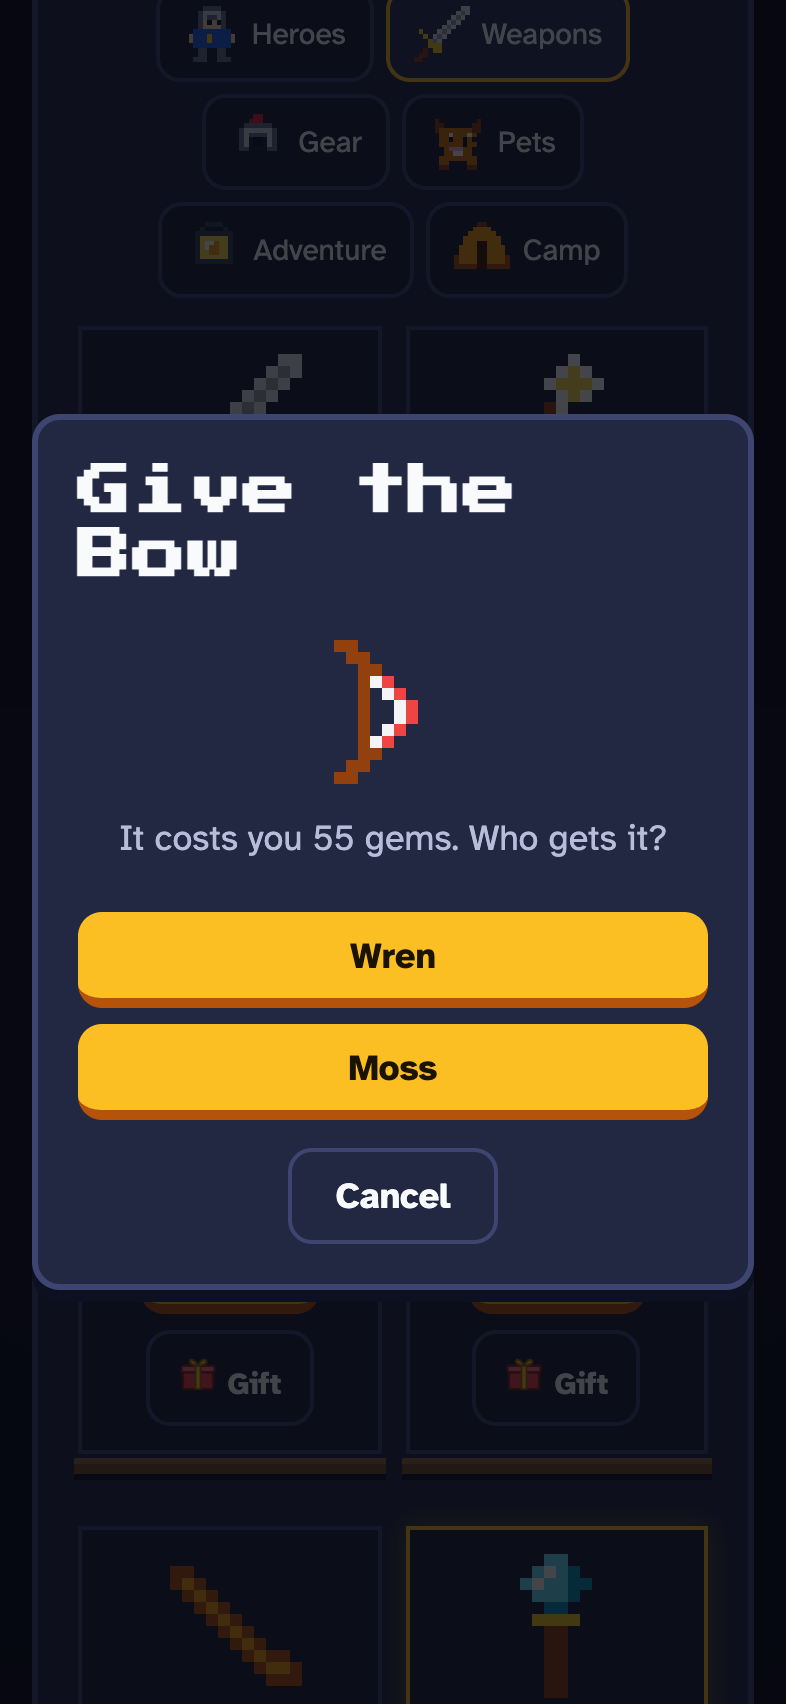 Heroes
Weapons
Gear
Pets
Adventure
Camp
Give the
Bow
It costs you 55 gems. Who gets it?
Wren
Moss
Cancel
Gift
Gift